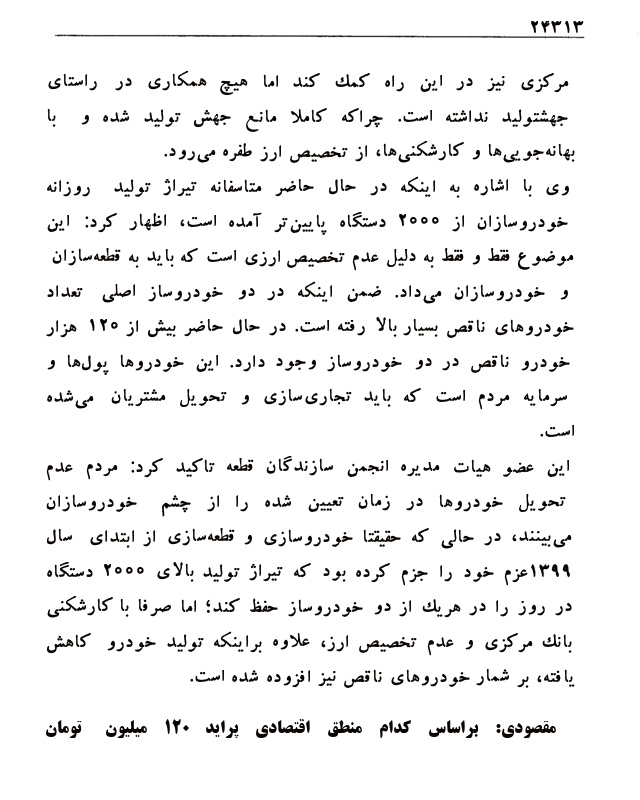 ۲۴۳۱۳
مرکزی نیز در این راه کمك کند اما هیچ همکاری در راستای
جهشتولید نداشته است. چراکه کاملا مانع جهش تولید شده و با
بهانه‌جویی‌ها و کارشکنی‌ها، از تخصیص ارز طفره می‌رود.
وی با اشاره به اینکه در حال حاضر متاسفانه تیراژ تولید روزانه
خودروسازان از ۲۰۰۰ دستگاه پایین‌تر آمده است، اظهار کرد: این
موضوع فقط و فقط به دلیل عدم تخصیص ارزی است که باید به قطعه‌سازان
و خودروسازان می‌داد. ضمن اینکه در دو خودروساز اصلی تعداد
خودروهای ناقص بسیار بالا رفته است. در حال حاضر بیش از ۱۲۰ هزار
خودرو ناقص در دو خودروساز وجود دارد. این خودروها پول‌ها و
سرمایه مردم است که باید تجاری‌سازی و تحویل مشتریان می‌شده
است.
این عضو هیات مدیره انجمن سازندگان قطعه تاکید کرد: مردم عدم
تحویل خودروها در زمان تعیین شده را از چشم خودروسازان
می‌بینند، در حالی که حقیقتا خودروسازی و قطعه‌سازی از ابتدای سال
۱۳۹۹عزم خود را جزم کرده بود که تیراژ تولید بالای ۲۰۰۰ دستگاه
در روز را در هریك از دو خودروساز حفظ کند؛ اما صرفا با کارشکنی
بانك مرکزی و عدم تخصیص ارز، علاوه براینکه تولید خودرو کاهش
یافته، بر شمار خودروهای ناقص نیز افزوده شده است.
مقصودی: براساس کدام منطق اقتصادی پراید ۱۲۰ میلیون تومان